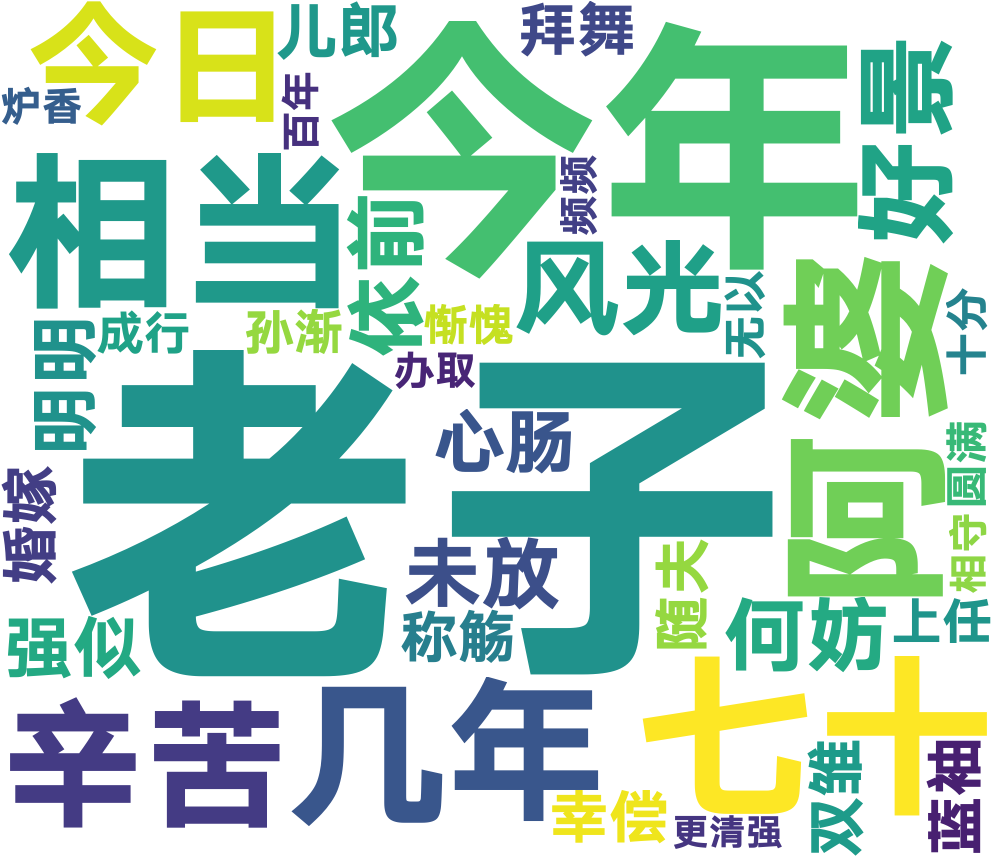 今日
儿郎
拜舞
今年
好景
炉香
百年
频频
相当
依前
风光
无以
阿婆
十分
成行
孙渐
惭愧
明明
办取
老子
心肠
圆满
婚嫁
未放
相守
随夫
何妨
上任
强似
称觞
辛苦
几年
七十
双雏
蓝袖
幸偿
更清强